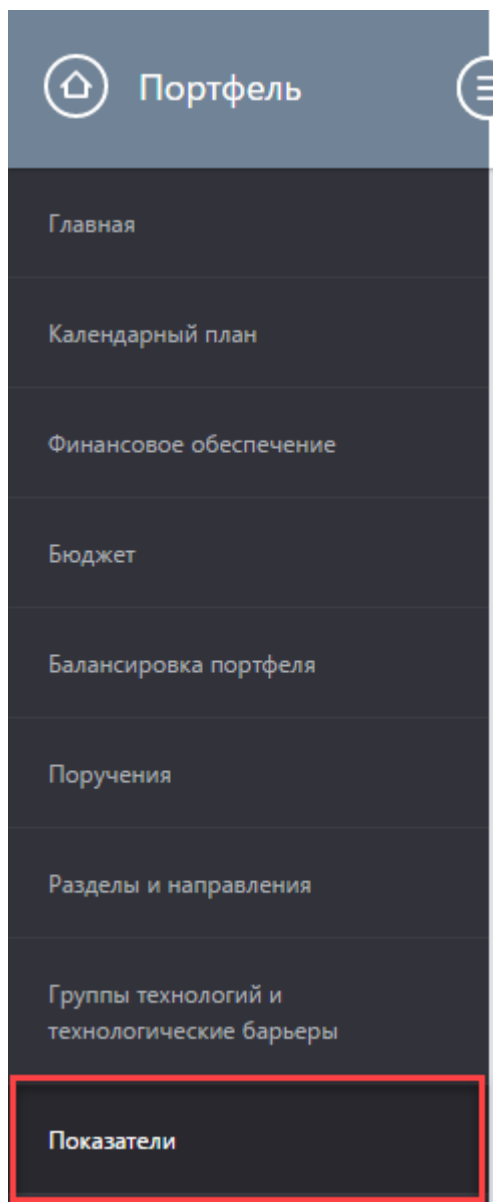 Портфель
Главная
Календарный план
Финансовое обеспечение
Бюджет
Балансировка портфеля
Поручения
Разделы и направления
Группы технологий и
технологические барьеры
Показатели